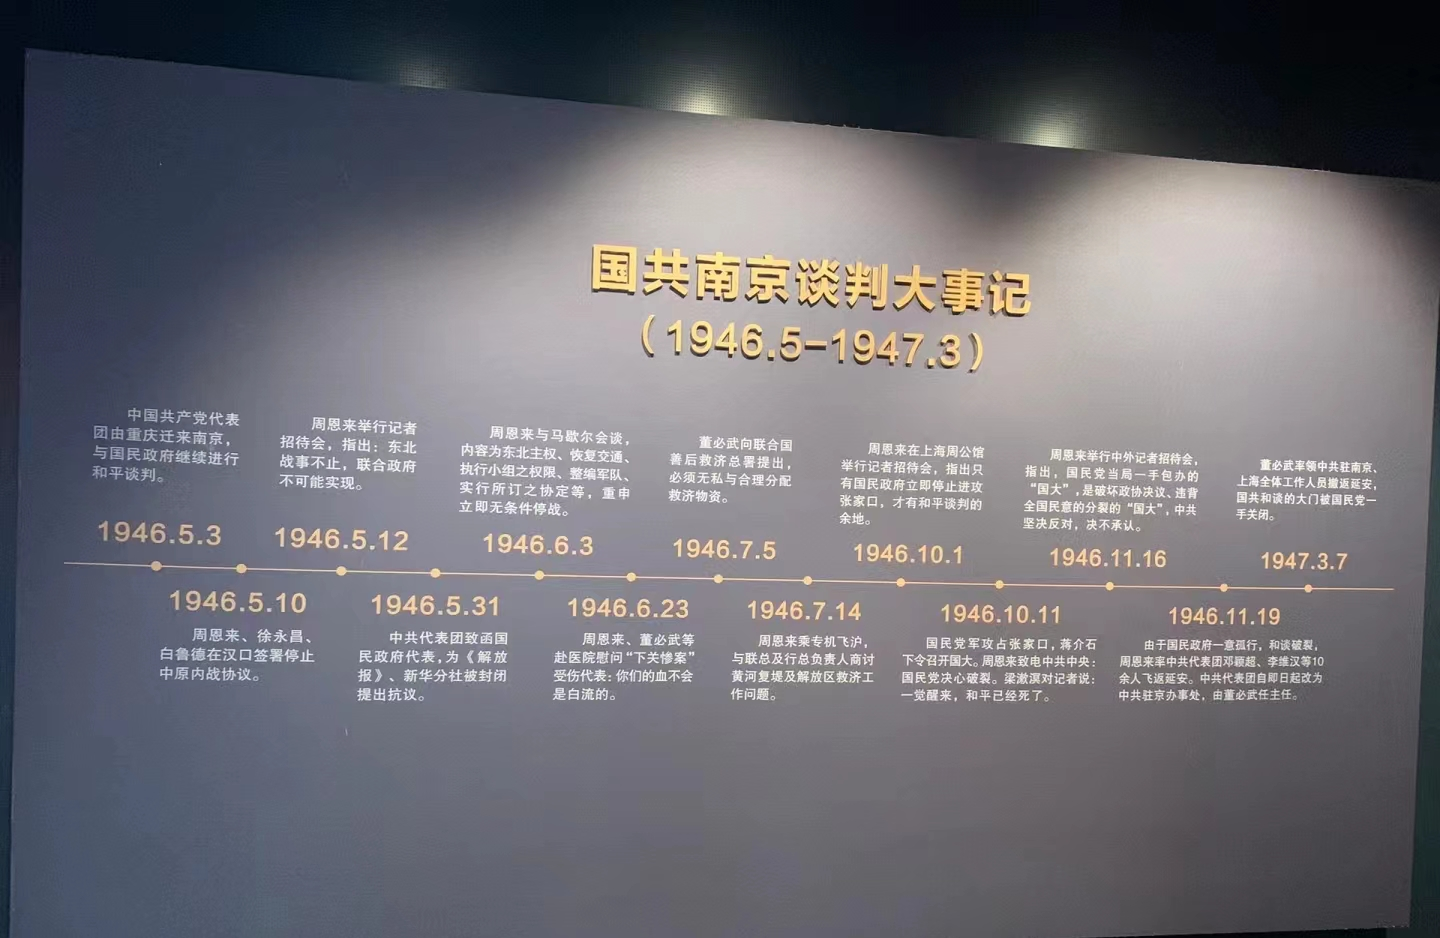 国共南京谈判大事记
（1946.5-1947.3）
中国共产党代表
团由重庆迁来南京，
与国民政府继续进行
和平谈判。
1946.5.3
周恩来、徐永昌、
白鲁德在汉口签署停止
中原内战协议。
1946.5.10
周恩来举行记者
招待会，指出：东北
战事不止，联合政府
不可能实现。
1946.5.12
中共代表团致函国
民政府代表，为《解放
报》、新华分社被封闭
提出抗议。
1946.5.31
周恩来与马歇尔会谈，
内容为东北主权、恢复交通、
执行小组之权限、整编军队、
实行所订之协定等，重申
立即无条件停战。
1946.6.3
1946.6.23
周恩来、董必武等
赴医院慰问“下关惨案”
受伤代表：你们的血不会
是白流的。
董必武向联合国
善后救济总署提出，
必须无私与合理分配
救济物资。
1946.7.5
1946.7.14
周恩来乘专机飞沪，
与联总及行总负责人商讨
黄河复堤及解放区救济工
作问题。
周恩来在上海周公馆
举行记者招待会，指出只
有国民政府立即停止进攻
张家口，才有和平谈判的
余地。
1946.10.1
1946.10.11
国民党军攻占张家口，蒋介石
下令召开国大。周恩来致电中共中央：
国民党决心破裂。梁漱溟对记者说：
一觉醒来，和平已经死了。
周恩来举行中外记者招待会，
指出，国民党当局一手包办的
“国大”，是破坏政协决议、违背
全国民意的分裂的“国大”，中共
坚决反对，决不承认。
1946.11.16
1946.11.19
由于国民政府一意孤行，和谈破裂，
周恩来率中共代表团邓颖超、李维汉等10
余人飞返延安。中共代表团自即日起改为
中共驻京办事处，由董必武任主任。
董必武率领中共驻南京、
上海全体工作人员撤返延安，
国共和谈的大门被国民党一
手关闭。
1947.3.7